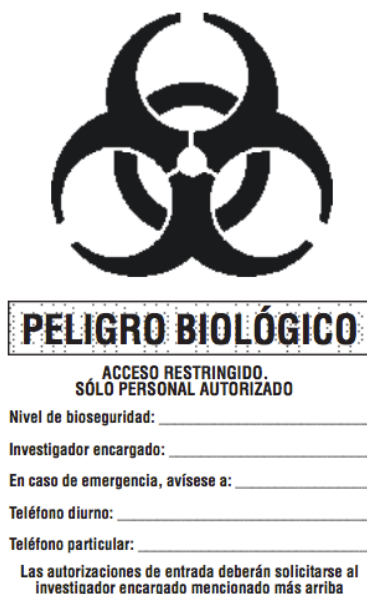 PELIGRO BIOLÓGICO
ACCESO RESTRINGIDO.
SÓLO PERSONAL AUTORIZADO
Nivel de bioseguridad: 
Investigador encargado: 
En caso de emergencia, avísese a: 
Teléfono diurno: 
Teléfono particular: 
Las autorizaciones de entrada deberán solicitarse al
investigador encargado mencionado más arriba